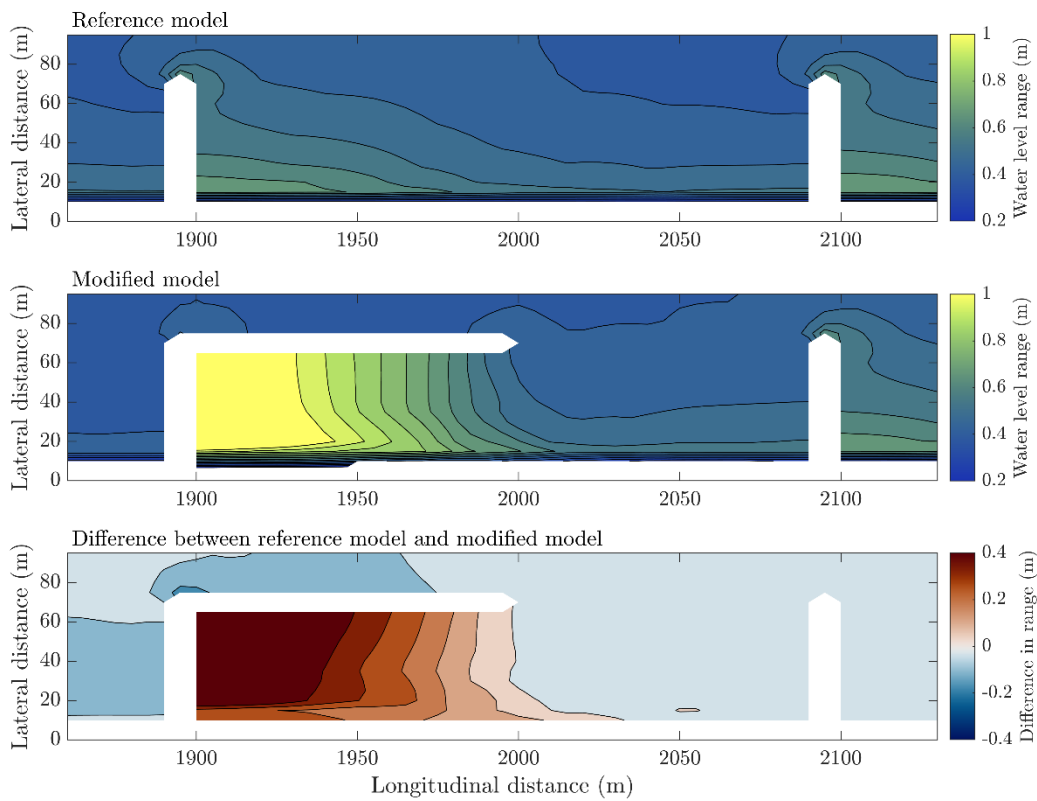 Reference model
Lateral distance (m)
80
60
40
20
0
1900 1950 2000 2050 2100
1
0.8
0.6
0.4
0.2
Water level range (m)
Modified model
Lateral distance (m)
80
60
40
20
0
1900 1950 2000 2050 2100
1
0.8
0.6
0.4
0.2
Water level range (m)
Difference between reference model and modified model
Lateral distance (m)
80
60
40
20
0
1900 1950 2000 2050 2100
Longitudinal distance (m)
0.4
0.2
0
-0.2
-0.4
Difference in range (m)